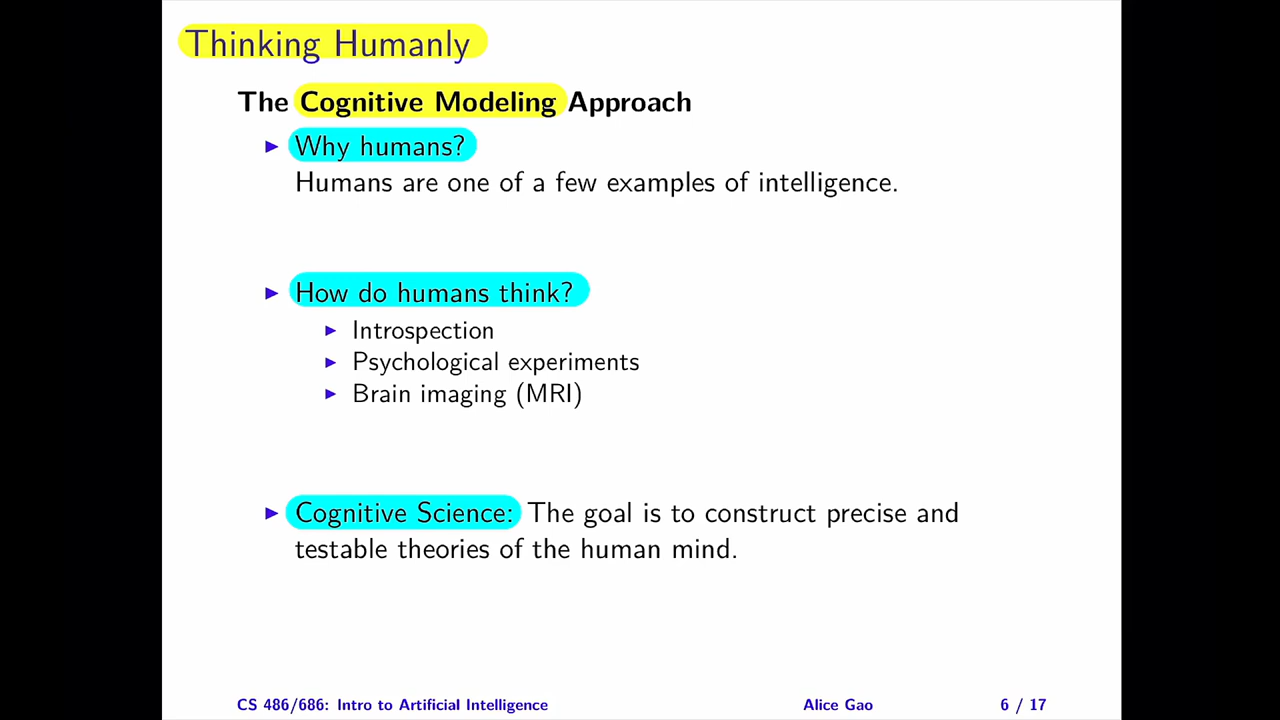 Thinking Humanly
The Cognitive Modeling Approach
Why humans?
Humans are one of a few examples of intelligence.
How do humans think?
Introspection
Psychological experiments
Brain imaging (MRI)
Cognitive Science: The goal is to construct precise and
testable theories of the human mind.
CS 486/686: Intro to Artificial Intelligence Alice Gao 6 / 17